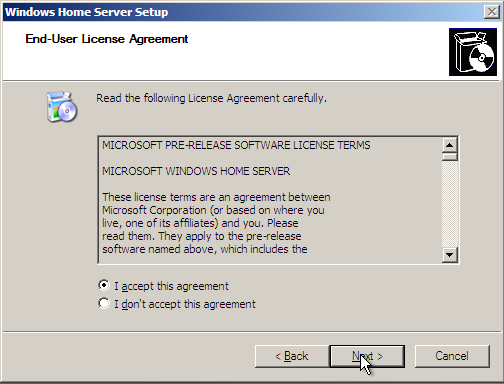 Windows Home Server Setup
End-User License Agreement
Read the following License Agreement carefully.
MICROSOFT PRE-RELEASE SOFTWARE LICENSE TERMS
MICROSOFT WINDOWS HOME SERVER
These license terms are an agreement between
Microsoft Corporation (or based on where you
live, one of its affiliates) and you. Please
read them. They apply to the pre-release
software named above, which includes the
I accept this agreement
I don't accept this agreement
< Back
Next >
Cancel